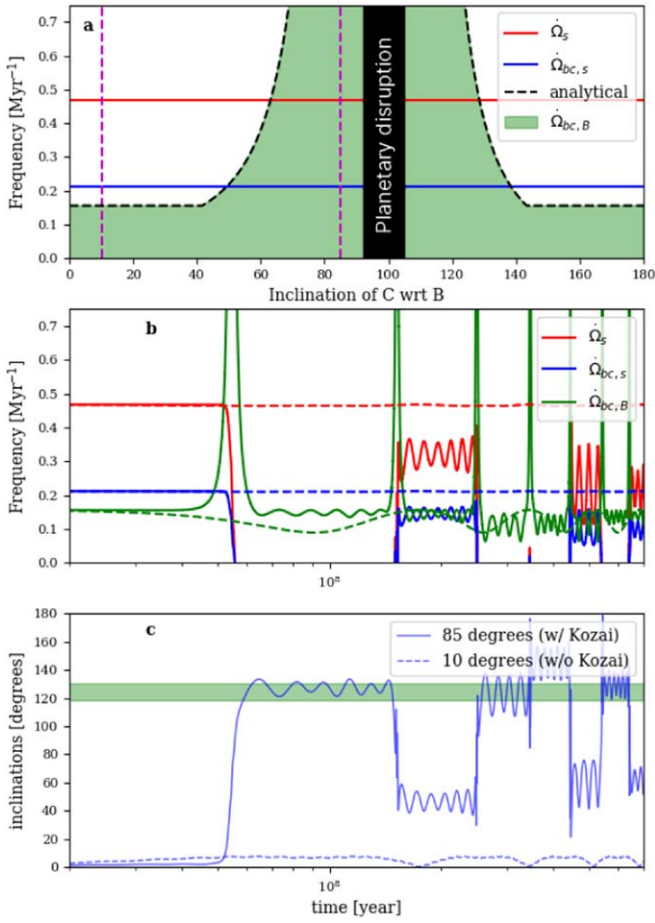 a
Frequency [Myr⁻¹]
0.7
0.6
0.5
0.4
0.3
0.2
0.1
0.0
Planetary disruption
Ω̇s
Ω̇bc,s
analytical
Ω̇bc,B
0 20 40 60 80 100 120 140 160 180
Inclination of C wrt B
b
Frequency [Myr⁻¹]
0.7
0.6
0.5
0.4
0.3
0.2
0.1
0.0
Ω̇s
Ω̇bc,s
Ω̇bc,B
10⁸
c
inclinations [degrees]
180
160
140
120
100
80
60
40
20
0
85 degrees (w/ Kozai)
10 degrees (w/o Kozai)
10⁸
time [year]